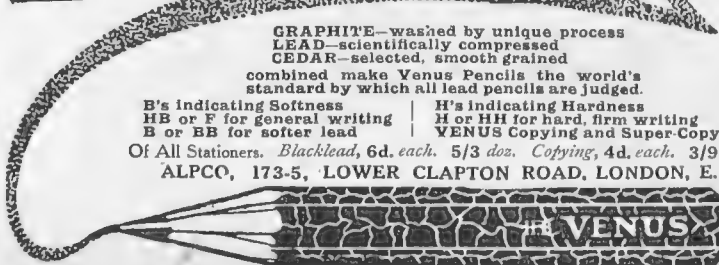 GRAPHITE—washed by unique process
LEAD—scientifically compressed
CEDAR—selected, smooth grained
combined make Venus Pencils the world's
standard by which all lead pencils are judged.
B's indicating Softness
HB or F for general writing
B or BB for softer lead
H's indicating Hardness
H or HH for hard, firm writing
VENUS Copying and Super-Copy
Of All Stationers. Blacklead, 6d. each. 5/3 doz. Copying, 4d. each. 3/9
ALPCO, 173-5, LOWER CLAPTON ROAD, LONDON, E.
THE VENUS